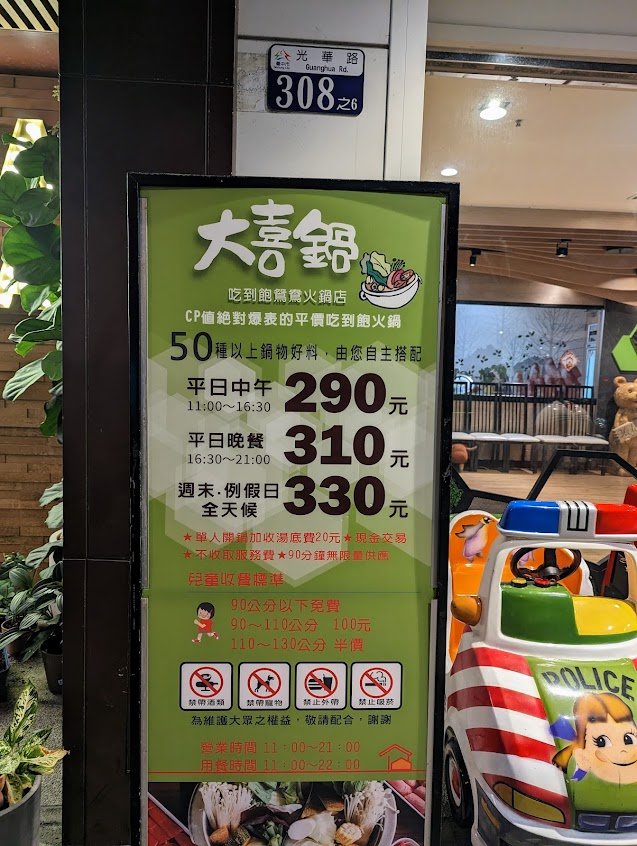 光華路
Guanghua Rd.
308之6
大喜鍋
吃到飽鴛鴦火鍋店
CP值絕對爆表的平價吃到飽火鍋
50種以上鍋物好料，由您自主搭配
平日中午 290元
11:00～16:30
平日晚餐 310元
16:30～21:00
週末．例假日 330元
全天候
★單人開鍋加收湯底費20元★現金交易
★不收取服務費★90分鐘無限量供應
兒童收費標準
90公分以下免費
90～110公分 100元
110～130公分 半價
禁帶酒類 禁帶寵物 禁止外帶 禁止吸菸
為維護大眾之權益，敬請配合，謝謝
營業時間 11：00～21：00
用餐時間 11：00～22：00
POLICE